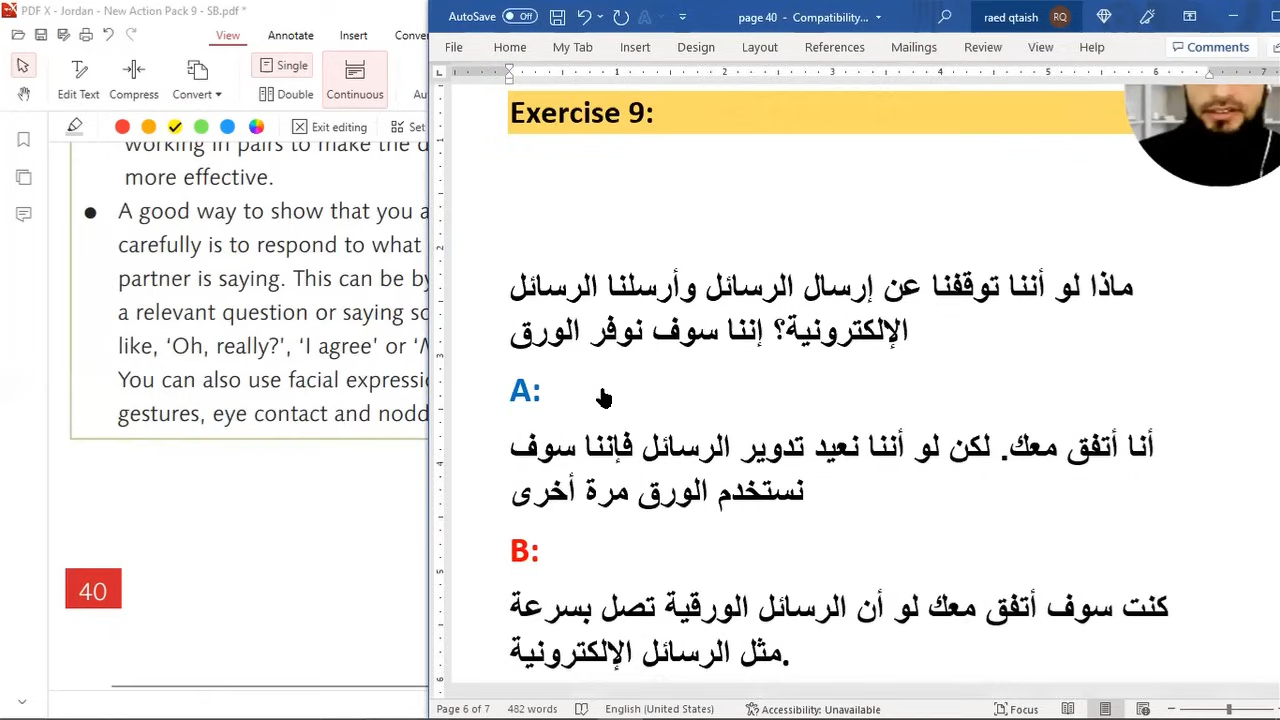 PDF X - Jordan - New Action Pack 9 - SB.pdf *
View Annotate Insert
Edit Text Compress Convert Single Double Continuous
Exit editing Set
working in pairs to make the d
more effective.
A good way to show that you a
carefully is to respond to what
partner is saying. This can be by
a relevant question or saying so
like, ‘Oh, really?’, ‘I agree’ or
You can also use facial expressi
gestures, eye contact and nodd
40
AutoSave Off page 40 - Compatibility... raed qtaish RQ
File Home My Tab Insert Design Layout References Mailings Review View Help Comments
Exercise 9:
ماذا لو أننا توقفنا عن إرسال الرسائل وأرسلنا الرسائل
الإلكترونية؟ إننا سوف نوفر الورق
A:
أنا أتفق معك. لكن لو أننا نعيد تدوير الرسائل فإننا سوف
نستخدم الورق مرة أخرى
B:
كنت سوف أتفق معك لو أن الرسائل الورقية تصل بسرعة
مثل الرسائل الإلكترونية.
Page 6 of 7 482 words English (United States) Accessibility: Unavailable Focus